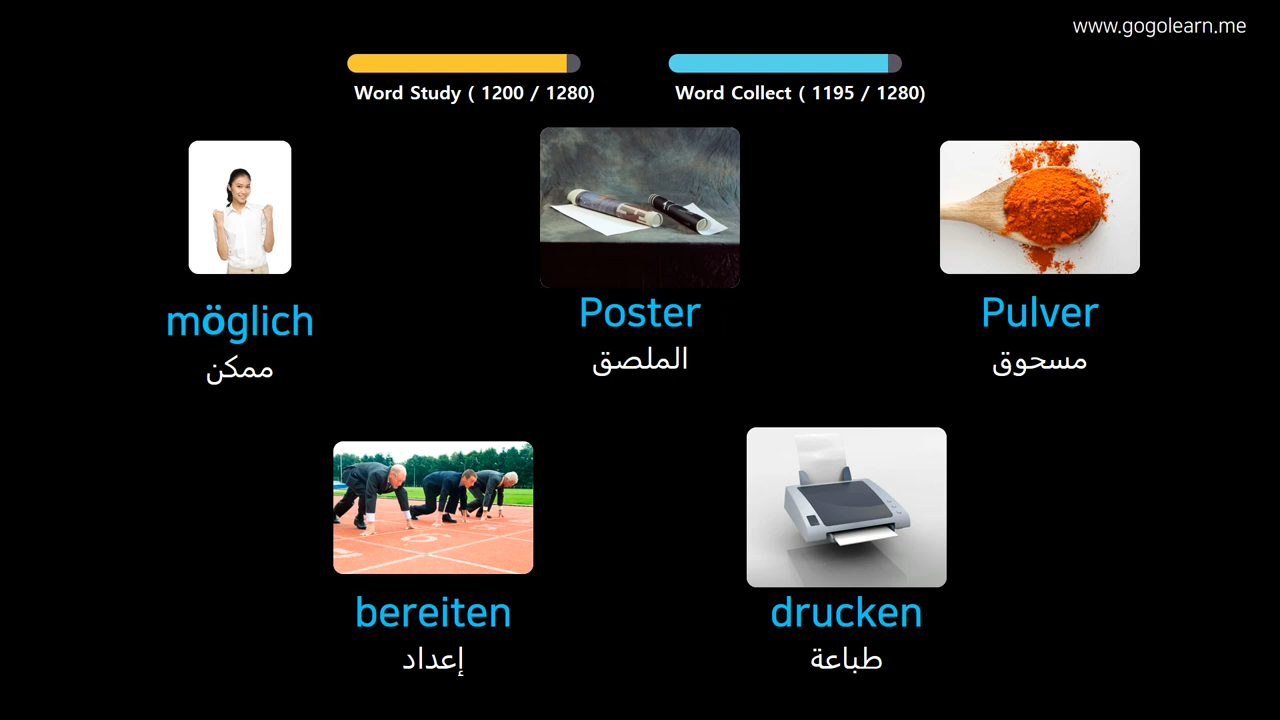 www.gogolearn.me
Word Study ( 1200 / 1280)
Word Collect ( 1195 / 1280)
möglich
ممكن
Poster
الملصق
Pulver
مسحوق
bereiten
إعداد
drucken
طباعة